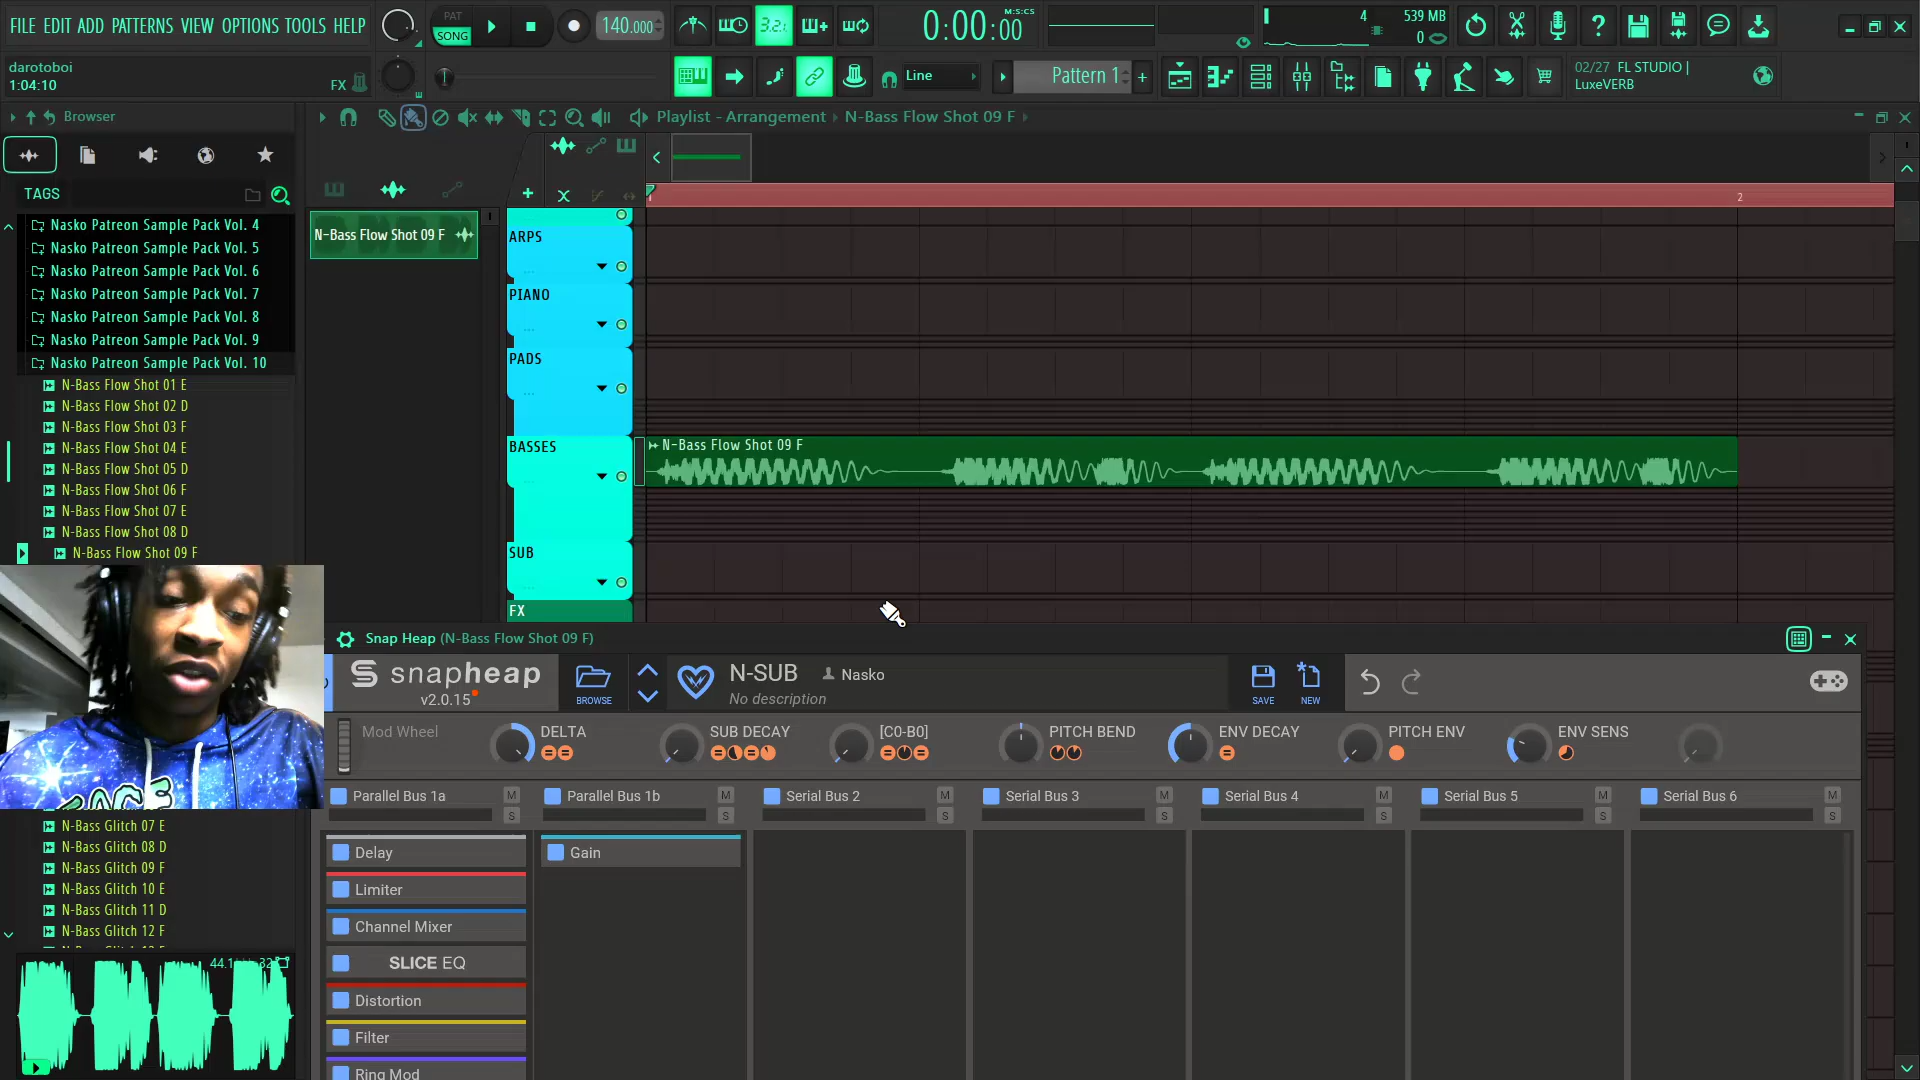 FILE EDIT ADD PATTERNS VIEW OPTIONS TOOLS HELP
PAT
SONG
140.000
3.2.1
0:00:00
M:S:CS
4
539 MB
0
darotoboi
1:04:10
FX
Line
Pattern 1
02/27 FL STUDIO |
LuxeVERB
Browser
Playlist - Arrangement
N-Bass Flow Shot 09 F
TAGS
Nasko Patreon Sample Pack Vol. 4
Nasko Patreon Sample Pack Vol. 5
Nasko Patreon Sample Pack Vol. 6
Nasko Patreon Sample Pack Vol. 7
Nasko Patreon Sample Pack Vol. 8
Nasko Patreon Sample Pack Vol. 9
Nasko Patreon Sample Pack Vol. 10
N-Bass Flow Shot 01 E
N-Bass Flow Shot 02 D
N-Bass Flow Shot 03 F
N-Bass Flow Shot 04 E
N-Bass Flow Shot 05 D
N-Bass Flow Shot 06 F
N-Bass Flow Shot 07 E
N-Bass Flow Shot 08 D
N-Bass Flow Shot 09 F
N-Bass Glitch 07 E
N-Bass Glitch 08 D
N-Bass Glitch 09 F
N-Bass Glitch 10 E
N-Bass Glitch 11 D
N-Bass Glitch 12 F
N-Bass Flow Shot 09 F
2
ARPS
PIANO
PADS
BASSES
N-Bass Flow Shot 09 F
SUB
FX
Snap Heap (N-Bass Flow Shot 09 F)
snapheap
v2.0.15
BROWSE
N-SUB
Nasko
No description
SAVE
NEW
Mod Wheel
DELTA
SUB DECAY
[C0-B0]
PITCH BEND
ENV DECAY
PITCH ENV
ENV SENS
Parallel Bus 1a
M
S
Parallel Bus 1b
M
S
Serial Bus 2
M
S
Serial Bus 3
M
S
Serial Bus 4
M
S
Serial Bus 5
M
S
Serial Bus 6
M
S
Delay
Gain
Limiter
Channel Mixer
SLICE EQ
Distortion
Filter
Ring Mod